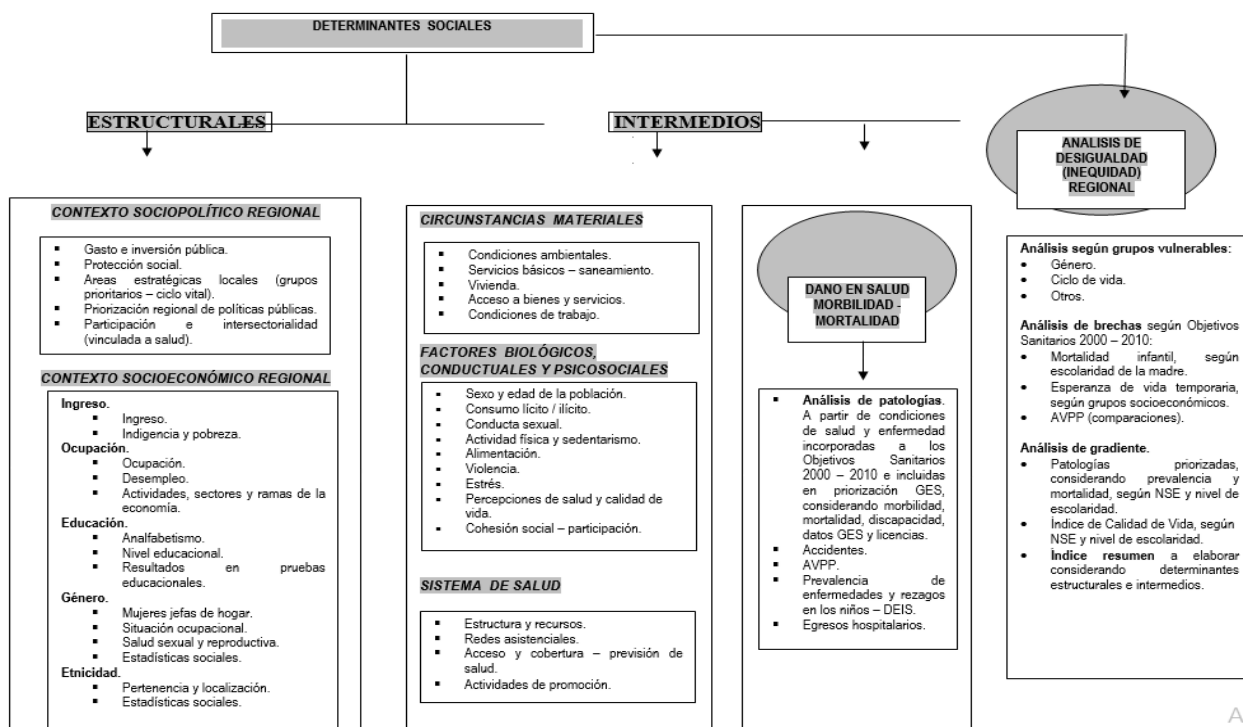 DETERMINANTES SOCIALES
ESTRUCTURALES
INTERMEDIOS
ANALISIS DE
DESIGUALDAD
(INEQUIDAD)
REGIONAL
CONTEXTO SOCIOPOLÍTICO REGIONAL
▪ Gasto e inversión pública.
▪ Protección social.
▪ Areas estratégicas locales (grupos
prioritarios – ciclo vital).
▪ Priorización regional de políticas públicas.
▪ Participación e intersectorialidad
(vinculada a salud).
CONTEXTO SOCIOECONÓMICO REGIONAL
Ingreso.
▪ Ingreso.
▪ Indigencia y pobreza.
Ocupación.
▪ Ocupación.
▪ Desempleo.
▪ Actividades, sectores y ramas de la
economía.
Educación.
▪ Analfabetismo.
▪ Nivel educacional.
▪ Resultados en pruebas
educacionales.
Género.
▪ Mujeres jefas de hogar.
▪ Situación ocupacional.
▪ Salud sexual y reproductiva.
▪ Estadísticas sociales.
Etnicidad.
▪ Pertenencia y localización.
▪ Estadísticas sociales.
CIRCUNSTANCIAS MATERIALES
▪ Condiciones ambientales.
▪ Servicios básicos – saneamiento.
▪ Vivienda.
▪ Acceso a bienes y servicios.
▪ Condiciones de trabajo.
FACTORES BIOLÓGICOS,
CONDUCTUALES Y PSICOSOCIALES
▪ Sexo y edad de la población.
▪ Consumo lícito / ilícito.
▪ Conducta sexual.
▪ Actividad física y sedentarismo.
▪ Alimentación.
▪ Violencia.
▪ Estrés.
▪ Percepciones de salud y calidad de
vida.
▪ Cohesión social – participación.
SISTEMA DE SALUD
▪ Estructura y recursos.
▪ Redes asistenciales.
▪ Acceso y cobertura – previsión de
salud.
▪ Actividades de promoción.
DANO EN SALUD
MORBILIDAD -
MORTALIDAD
▪ Análisis de patologías.
A partir de condiciones
de salud y enfermedad
incorporadas a los
Objetivos Sanitarios
2000 – 2010 e incluidas
en priorización GES,
considerando morbilidad,
mortalidad, discapacidad,
datos GES y licencias.
▪ Accidentes.
▪ AVPP.
▪ Prevalencia de
enfermedades y rezagos
en los niños – DEIS.
▪ Egresos hospitalarios.
Análisis según grupos vulnerables:
• Género.
• Ciclo de vida.
• Otros.
Análisis de brechas según Objetivos
Sanitarios 2000 – 2010:
• Mortalidad infantil, según
escolaridad de la madre.
• Esperanza de vida temporaria,
según grupos socioeconómicos.
• AVPP (comparaciones).
Análisis de gradiente.
• Patologías priorizadas,
considerando prevalencia y
mortalidad, según NSE y nivel de
escolaridad.
• Índice de Calidad de Vida, según
NSE y nivel de escolaridad.
• Índice resumen a elaborar
considerando determinantes
estructurales e intermedios.
A